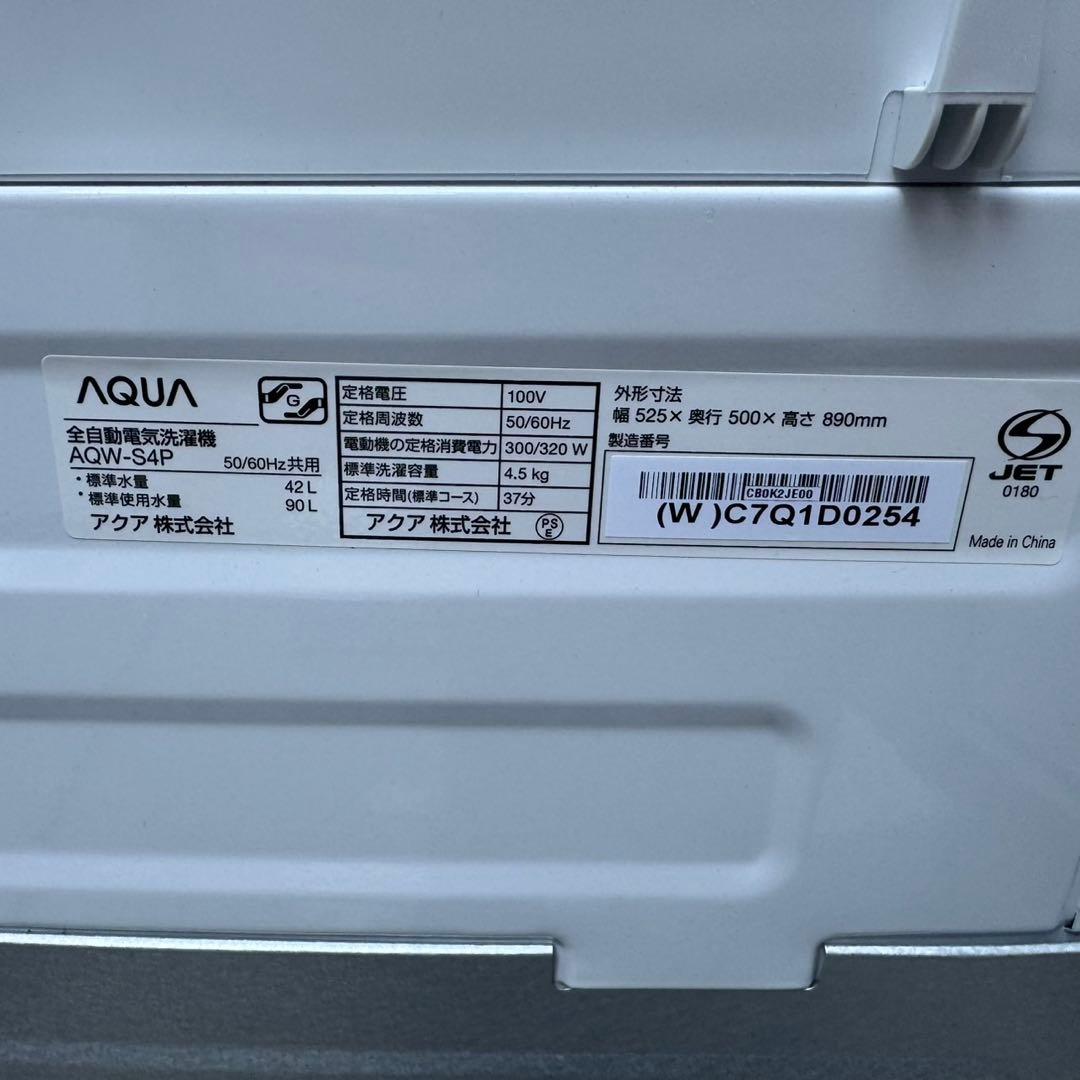 AQUA
G
全自動電気洗濯機
AQW-S4P 50/60Hz共用
・標準水量 42 L
・標準使用水量 90 L
アクア 株式会社
定格電圧 100V
定格周波数 50/60Hz
電動機の定格消費電力 300/320 W
標準洗濯容量 4.5 kg
定格時間(標準コース) 37分
アクア 株式会社 PSE
外形寸法
幅 525× 奥行 500× 高さ 890mm
製造番号
CB0K2JE00
(W )C7Q1D0254
JET
0180
Made in China